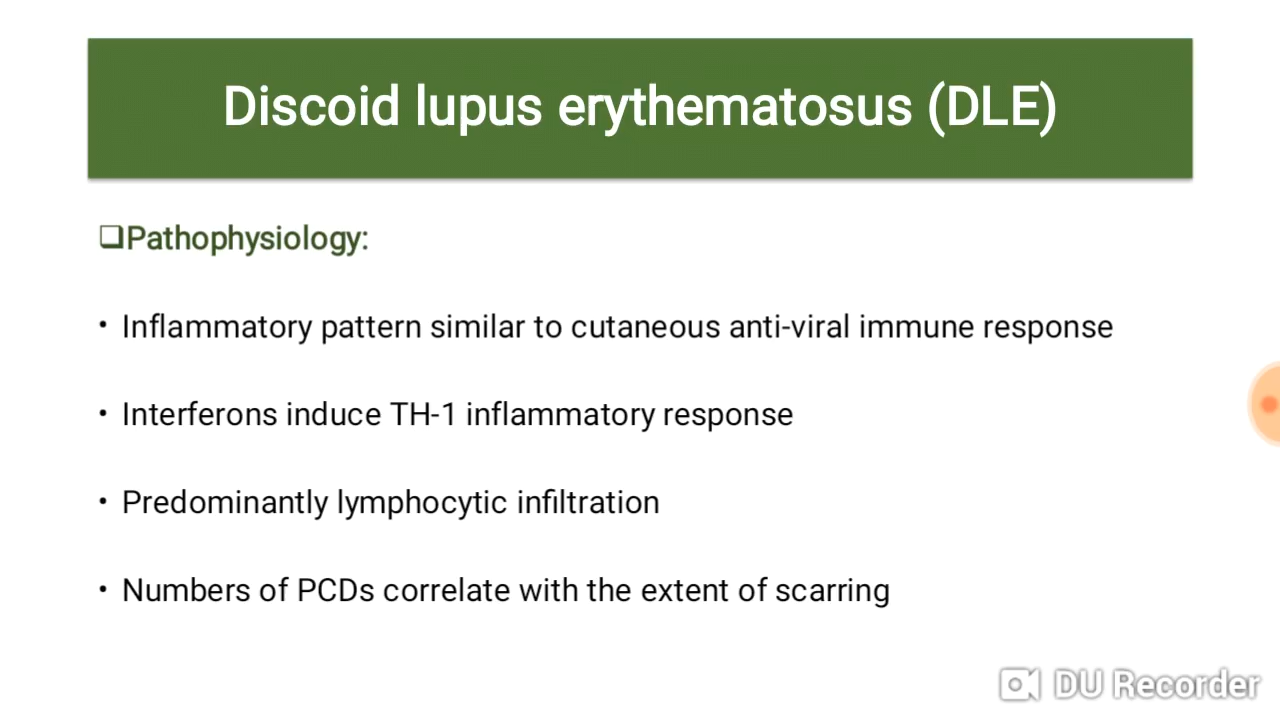 Discoid lupus erythematosus (DLE)
❑Pathophysiology:
• Inflammatory pattern similar to cutaneous anti-viral immune response
• Interferons induce TH-1 inflammatory response
• Predominantly lymphocytic infiltration
• Numbers of PCDs correlate with the extent of scarring
DU Recorder